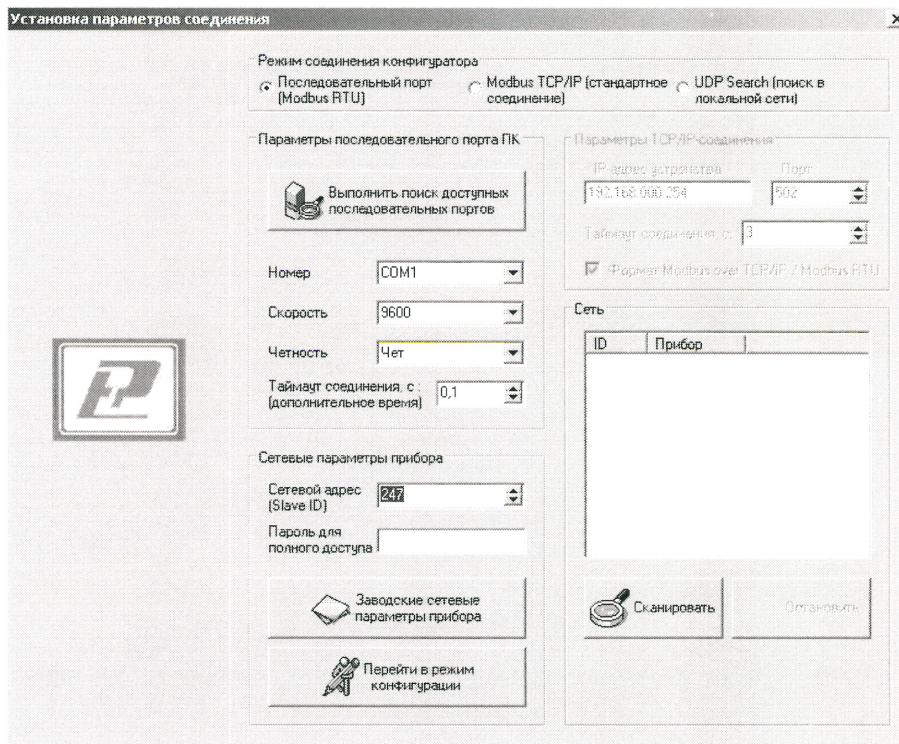 Установка параметров соединения
Режим соединения конфигуратора
Последовательный порт
(Modbus RTU)
Modbus TCP/IP (стандартное
соединение)
UDP Search (поиск в
локальной сети)
Параметры последовательного порта ПК
Выполнить поиск доступных
последовательных портов
Номер
COM1
Скорость
9600
Четность
Чет
Таймаут соединения, с :
(дополнительное время)
0,1
Сетевые параметры прибора
Сетевой адрес
(Slave ID)
247
Пароль для
полного доступа
Заводские сетевые
параметры прибора
Перейти в режим
конфигурации
Параметры TCP/IP-соединения
IP-адрес устройства
Порт
192.168.000.254
502
Таймаут соединения, с:
3
Формат Modbus over TCP/IP / Modbus RTU
Сеть
ID
Прибор
Сканировать
Остановить